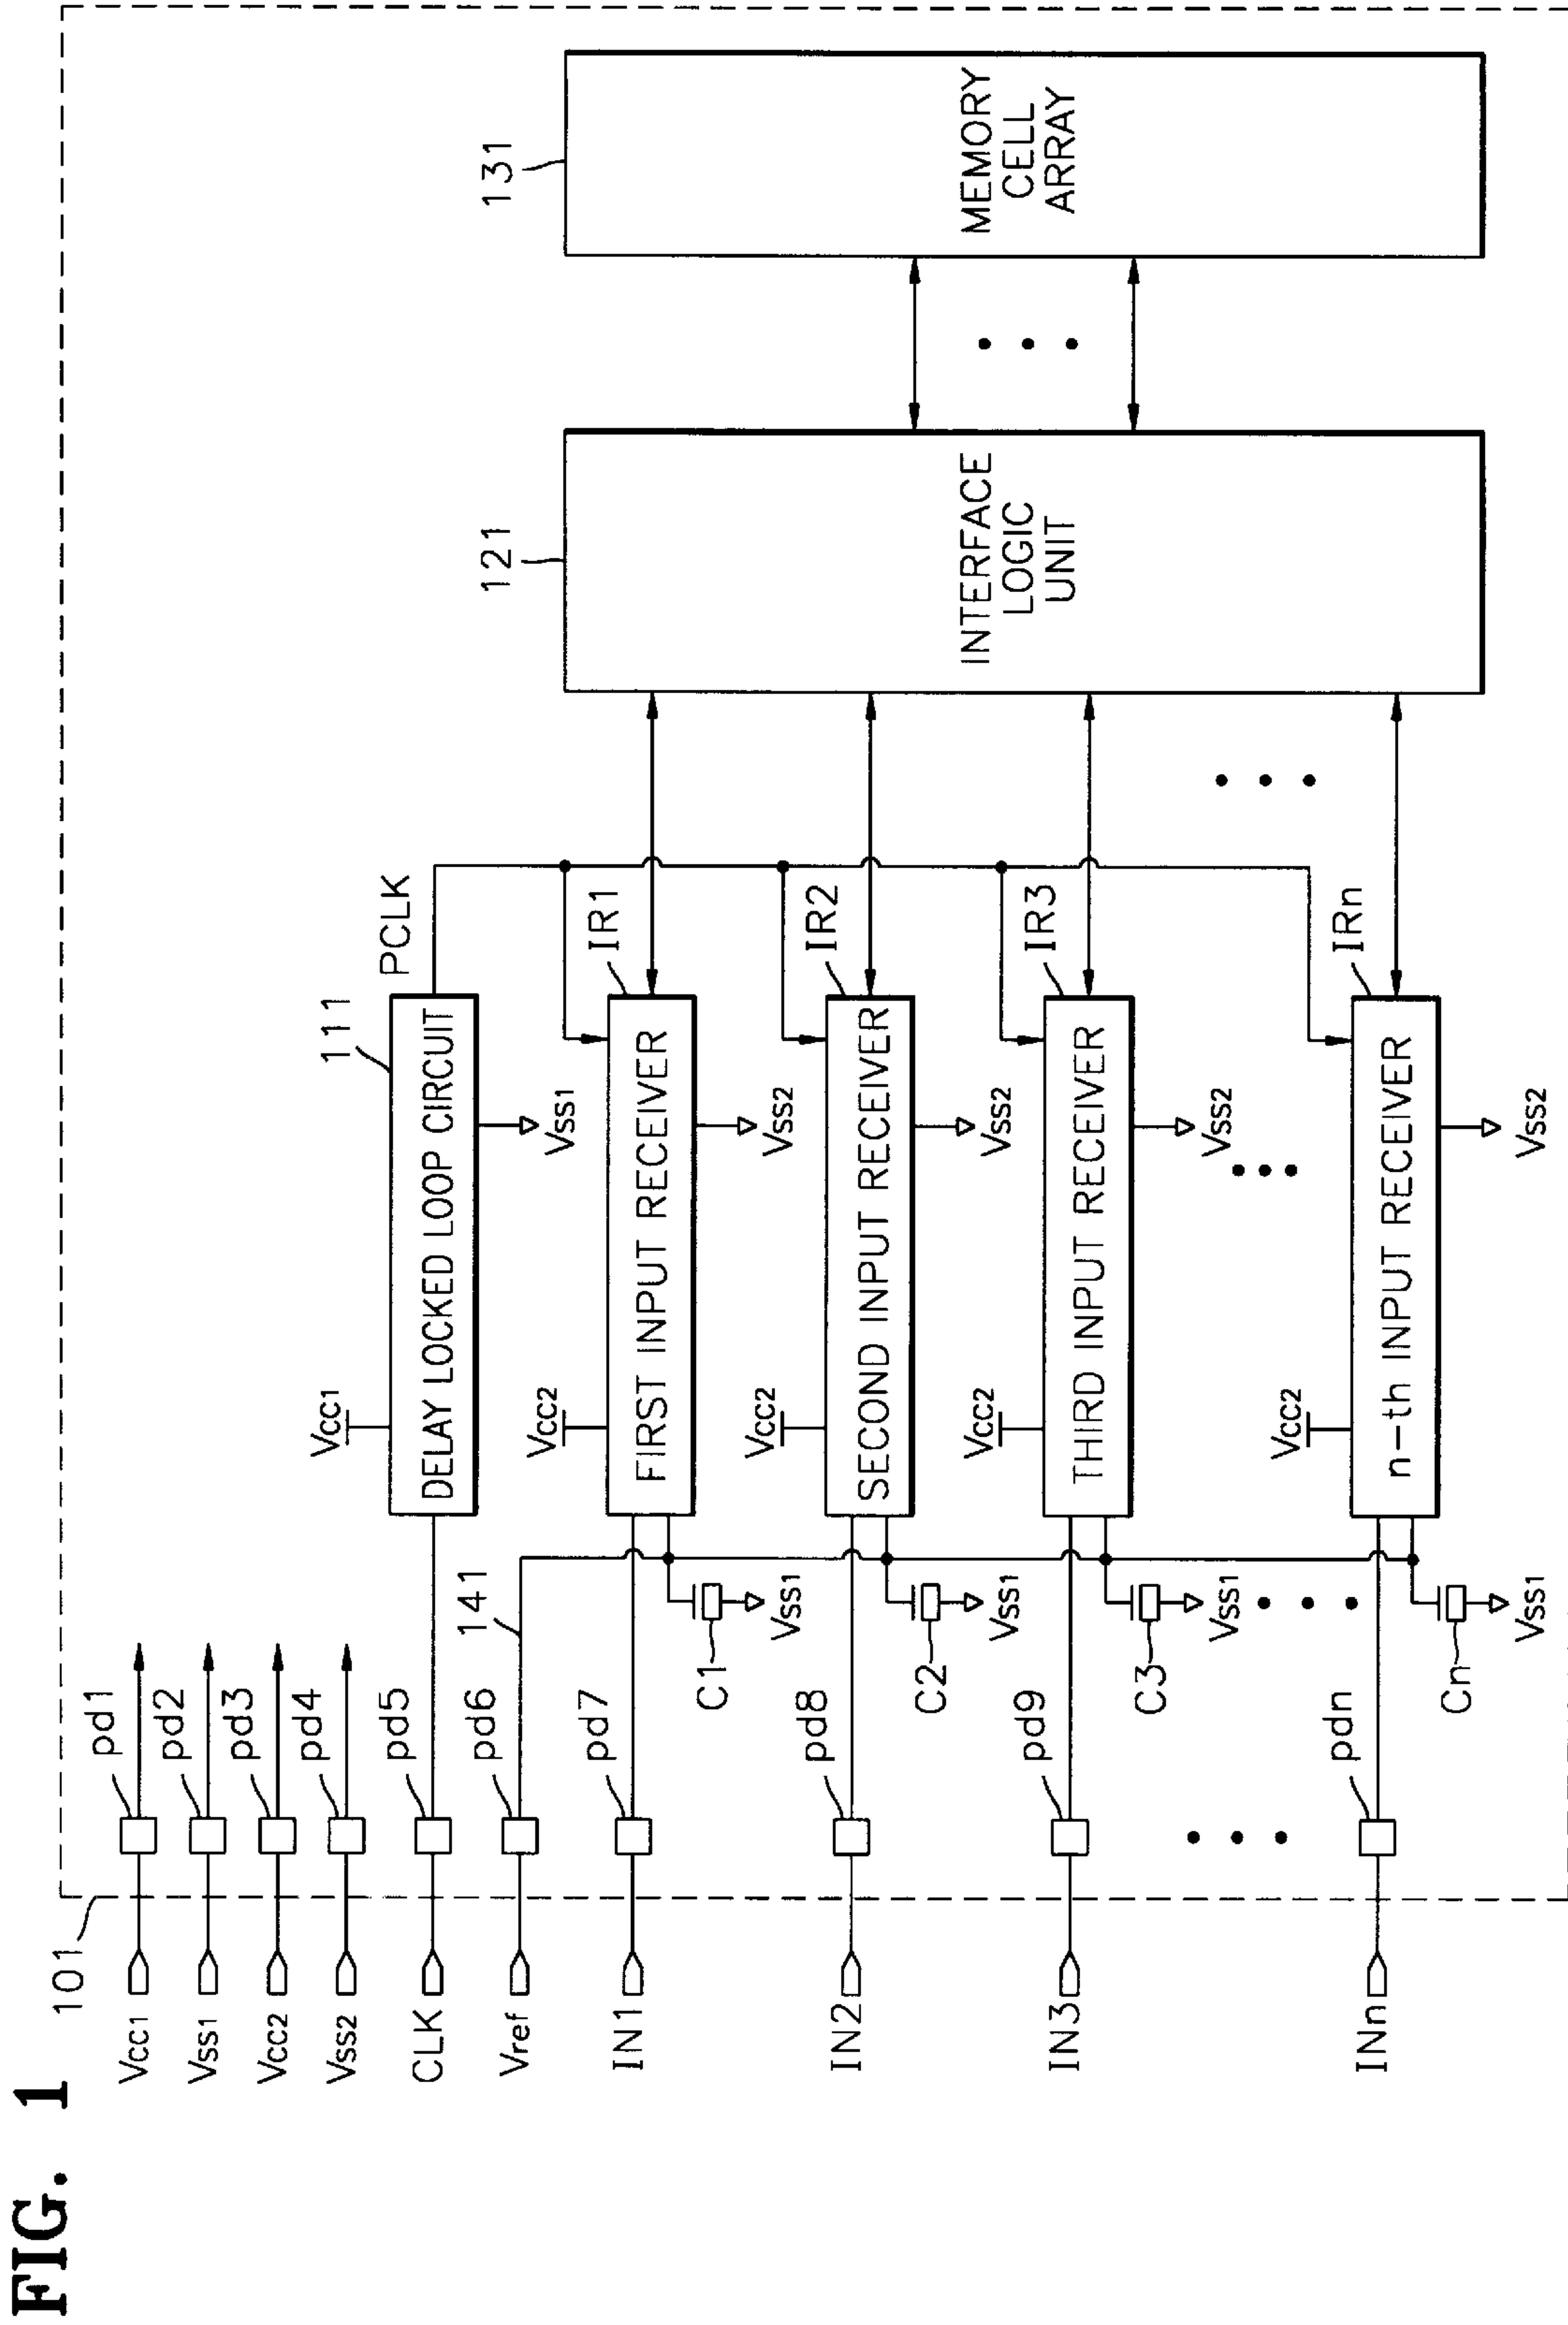 FIG. 1
101
Vcc1
pd1
Vss1
pd2
Vcc2
pd3
Vss2
pd4
CLK
pd5
Vcc1
DELAY LOCKED LOOP CIRCUIT
111
Vss1
PCLK
Vref
pd6
141
IN1
pd7
C1
Vss1
Vcc2
FIRST INPUT RECEIVER
IR1
Vss2
IN2
pd8
C2
Vss1
Vcc2
SECOND INPUT RECEIVER
IR2
Vss2
IN3
pd9
C3
Vss1
Vcc2
THIRD INPUT RECEIVER
IR3
Vss2
INn
pdn
Cn
Vss1
Vcc2
n-th INPUT RECEIVER
IRn
Vss2
121
INTERFACE
LOGIC
UNIT
131
MEMORY
CELL
ARRAY